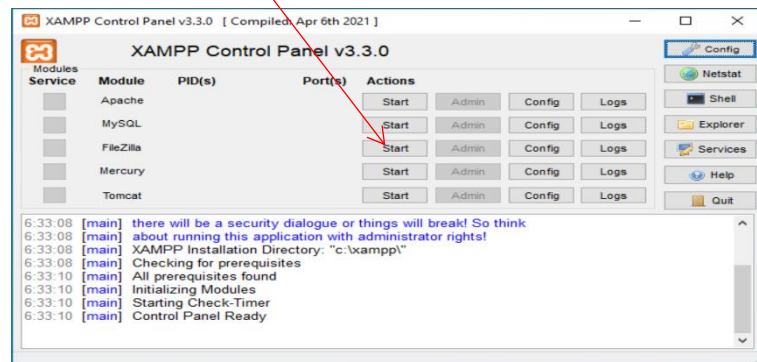 XAMPP Control Panel v3.3.0 [ Compiled: Apr 6th 2021 ]
XAMPP Control Panel v3.3.0
Config
Modules
Service Module PID(s) Port(s) Actions
Netstat
Apache Start Admin Config Logs
Shell
MySQL Start Admin Config Logs
Explorer
FileZilla Start Admin Config Logs
Services
Mercury Start Admin Config Logs
Help
Tomcat Start Admin Config Logs
Quit
6:33:08 [main] there will be a security dialogue or things will break! So think
6:33:08 [main] about running this application with administrator rights!
6:33:08 [main] XAMPP Installation Directory: "c:\xampp\"
6:33:08 [main] Checking for prerequisites
6:33:10 [main] All prerequisites found
6:33:10 [main] Initializing Modules
6:33:10 [main] Starting Check-Timer
6:33:10 [main] Control Panel Ready